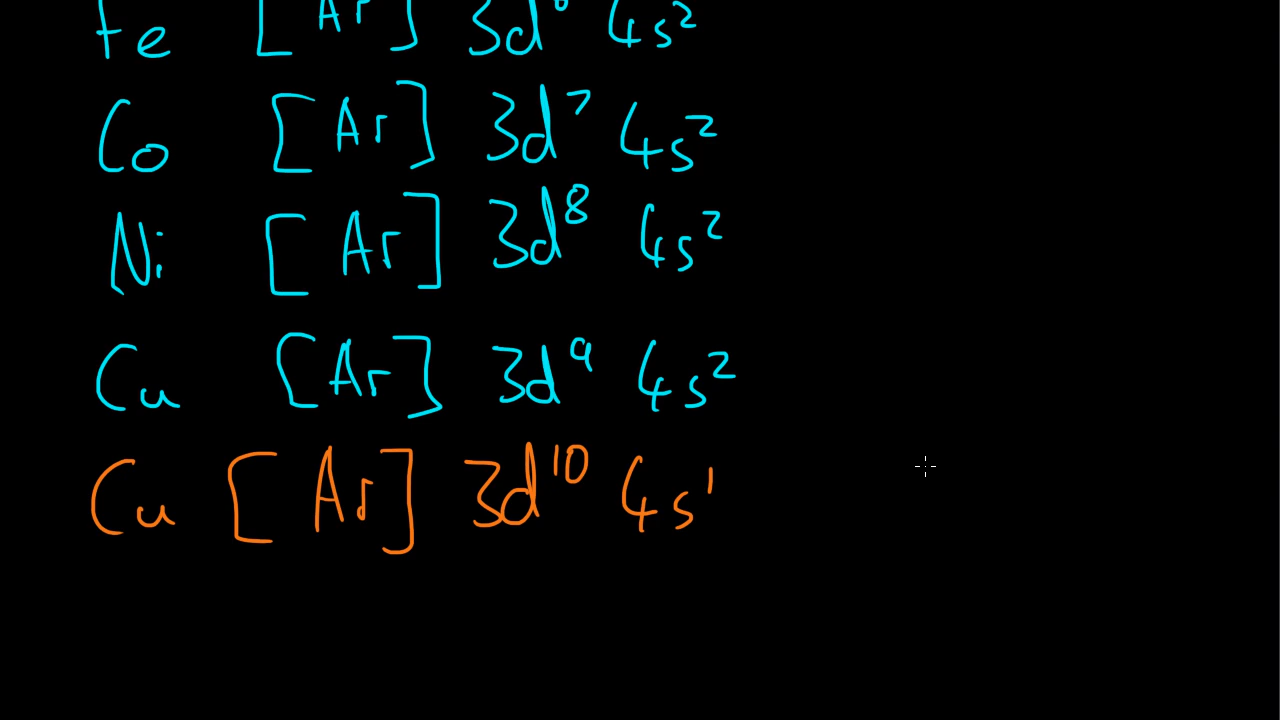 Fe [Ar] 3d⁶ 4s²
Co [Ar] 3d⁷ 4s²
Ni [Ar] 3d⁸ 4s²
Cu [Ar] 3d⁹ 4s²
Cu [Ar] 3d¹⁰ 4s¹